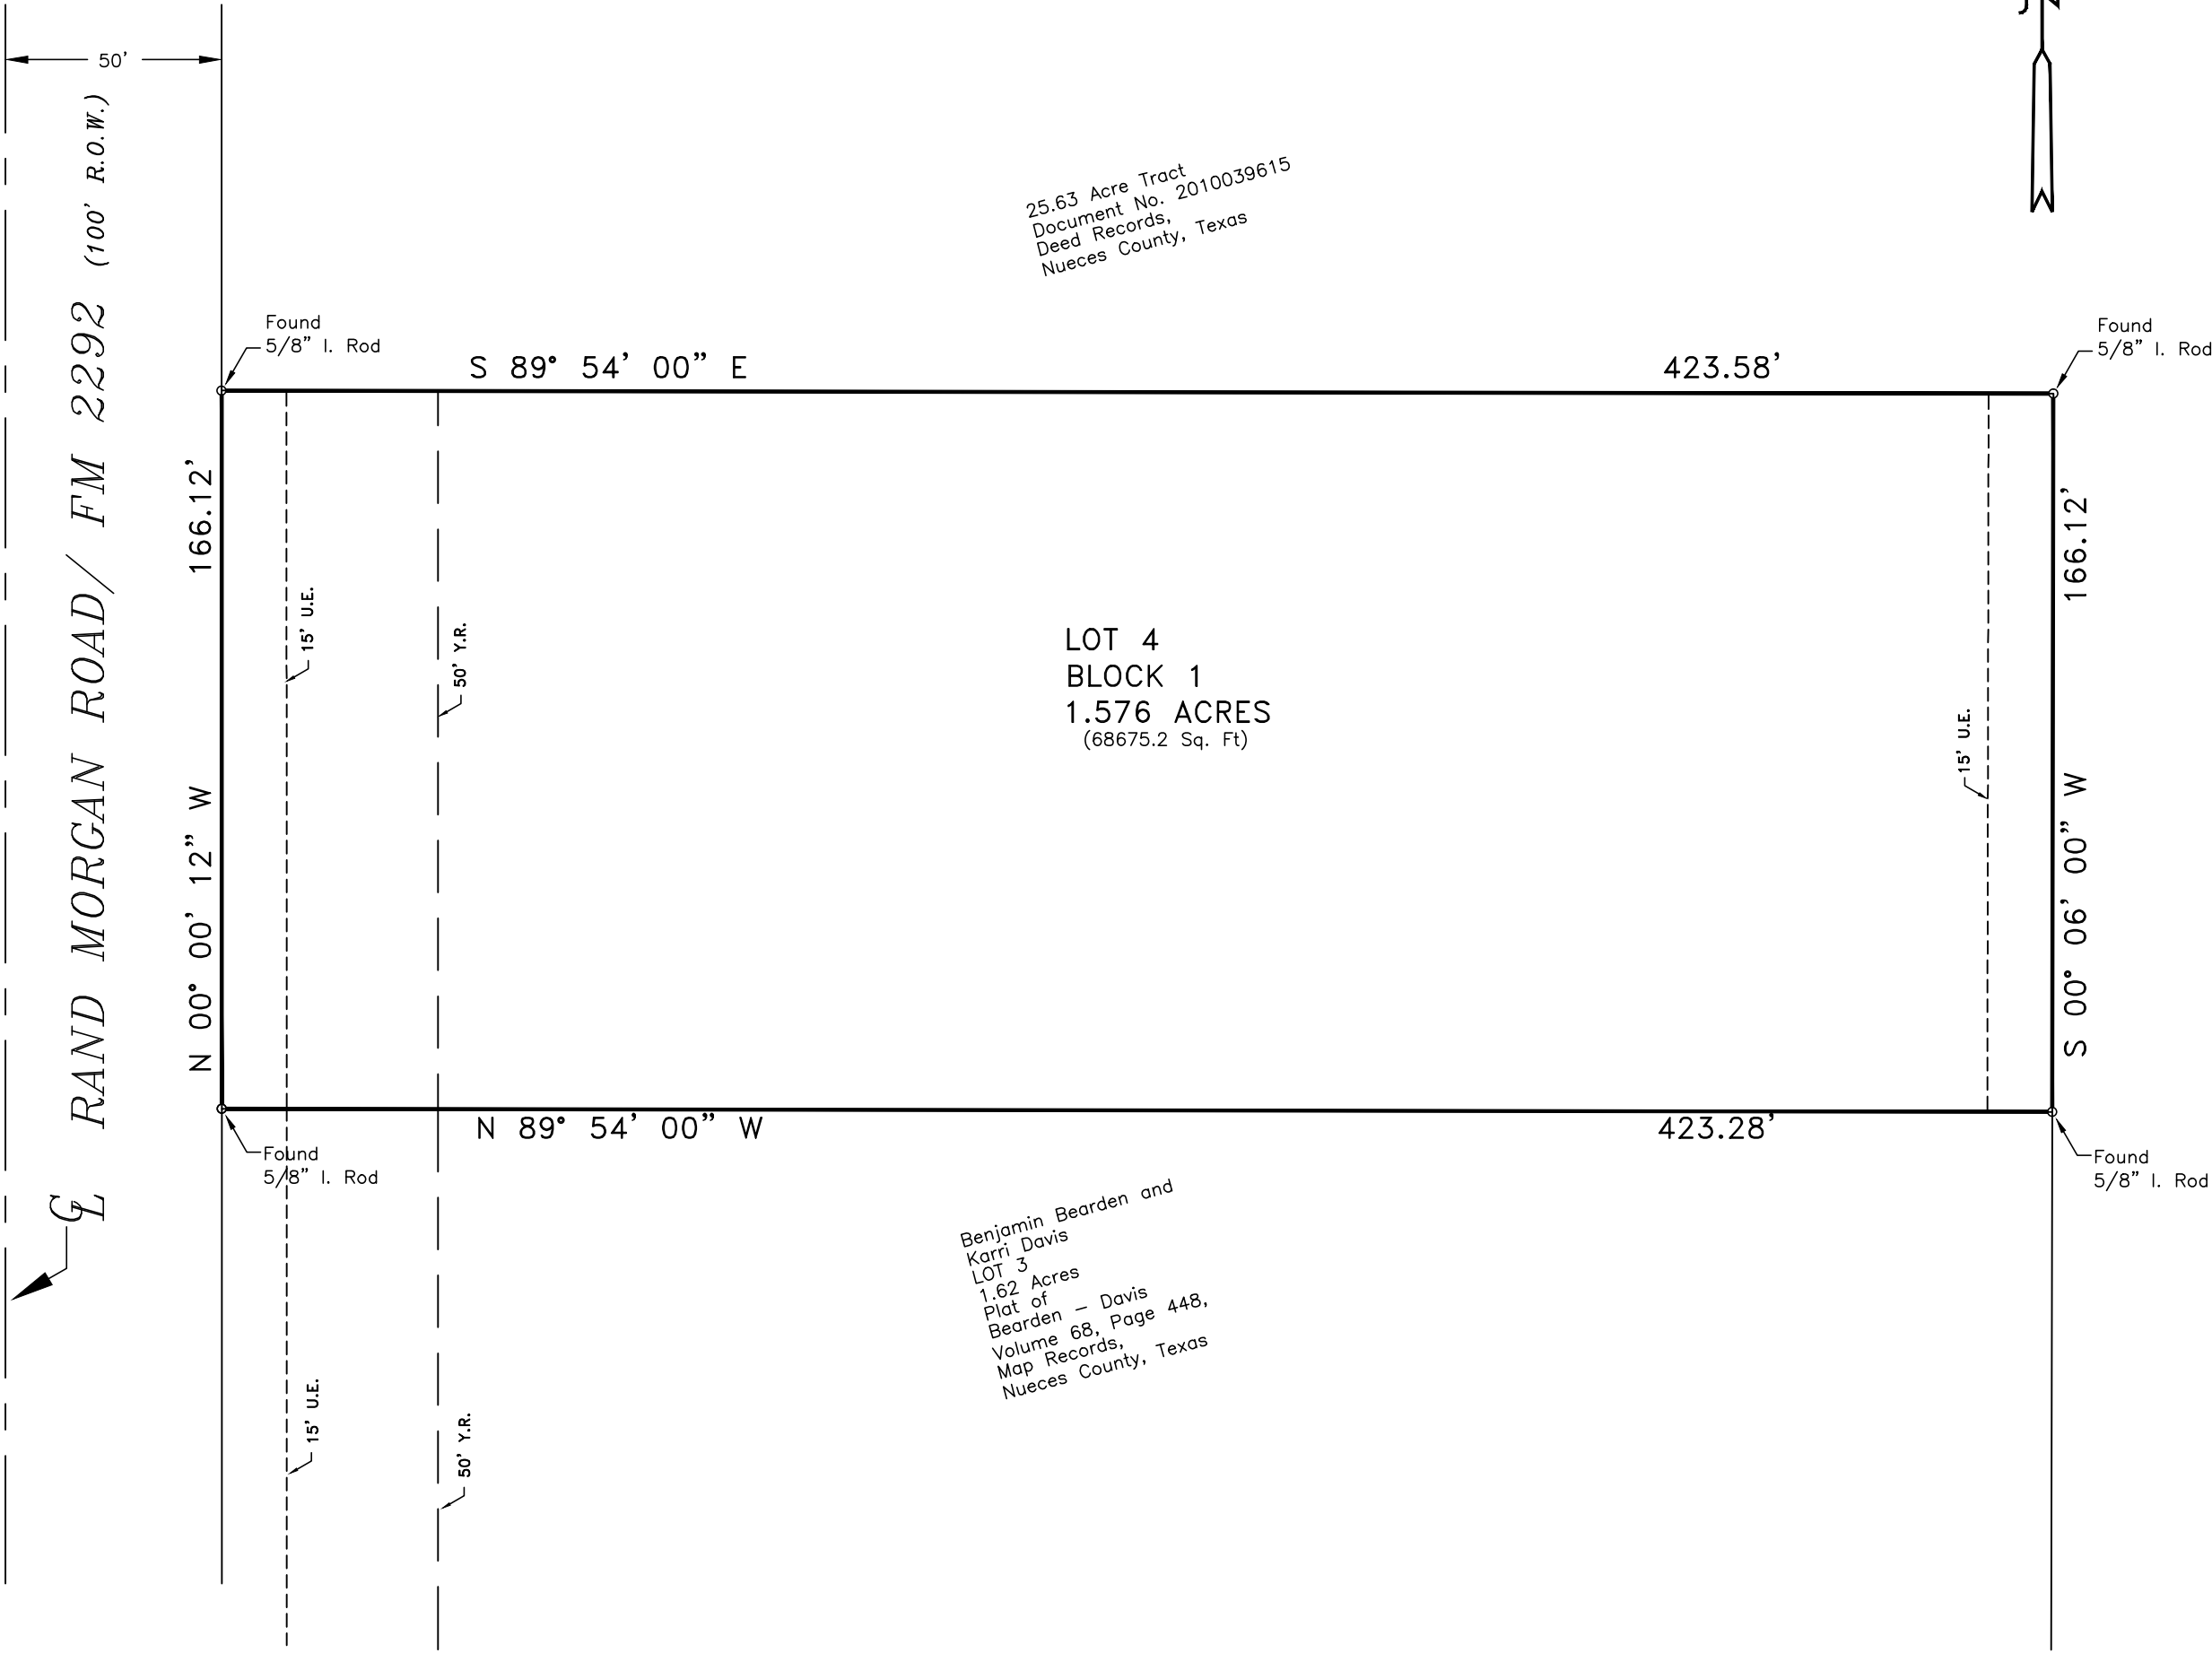 50'
RAND MORGAN ROAD/ FM 2292 (100' R.O.W.)
25.63 Acre Tract
Document No. 2010039615
Deed Records,
Nueces County, Texas
Found
5/8" I. Rod
S 89° 54' 00" E
423.58'
Found
5/8" I. Rod
N 00° 00' 12" W
166.12'
15' U.E.
50' Y.R.
LOT 4
BLOCK 1
1.576 ACRES
(68675.2 Sq. Ft)
15' U.E.
S 00° 06' 00" W
166.12'
N 89° 54' 00" W
423.28'
Found
5/8" I. Rod
Found
5/8" I. Rod
Benjamin Bearden and
Karri Davis
LOT 3
1.62 Acres
Plat of
Bearden – Davis
Volume 68, Page 448,
Map Records,
Nueces County, Texas
15' U.E.
50' Y.R.